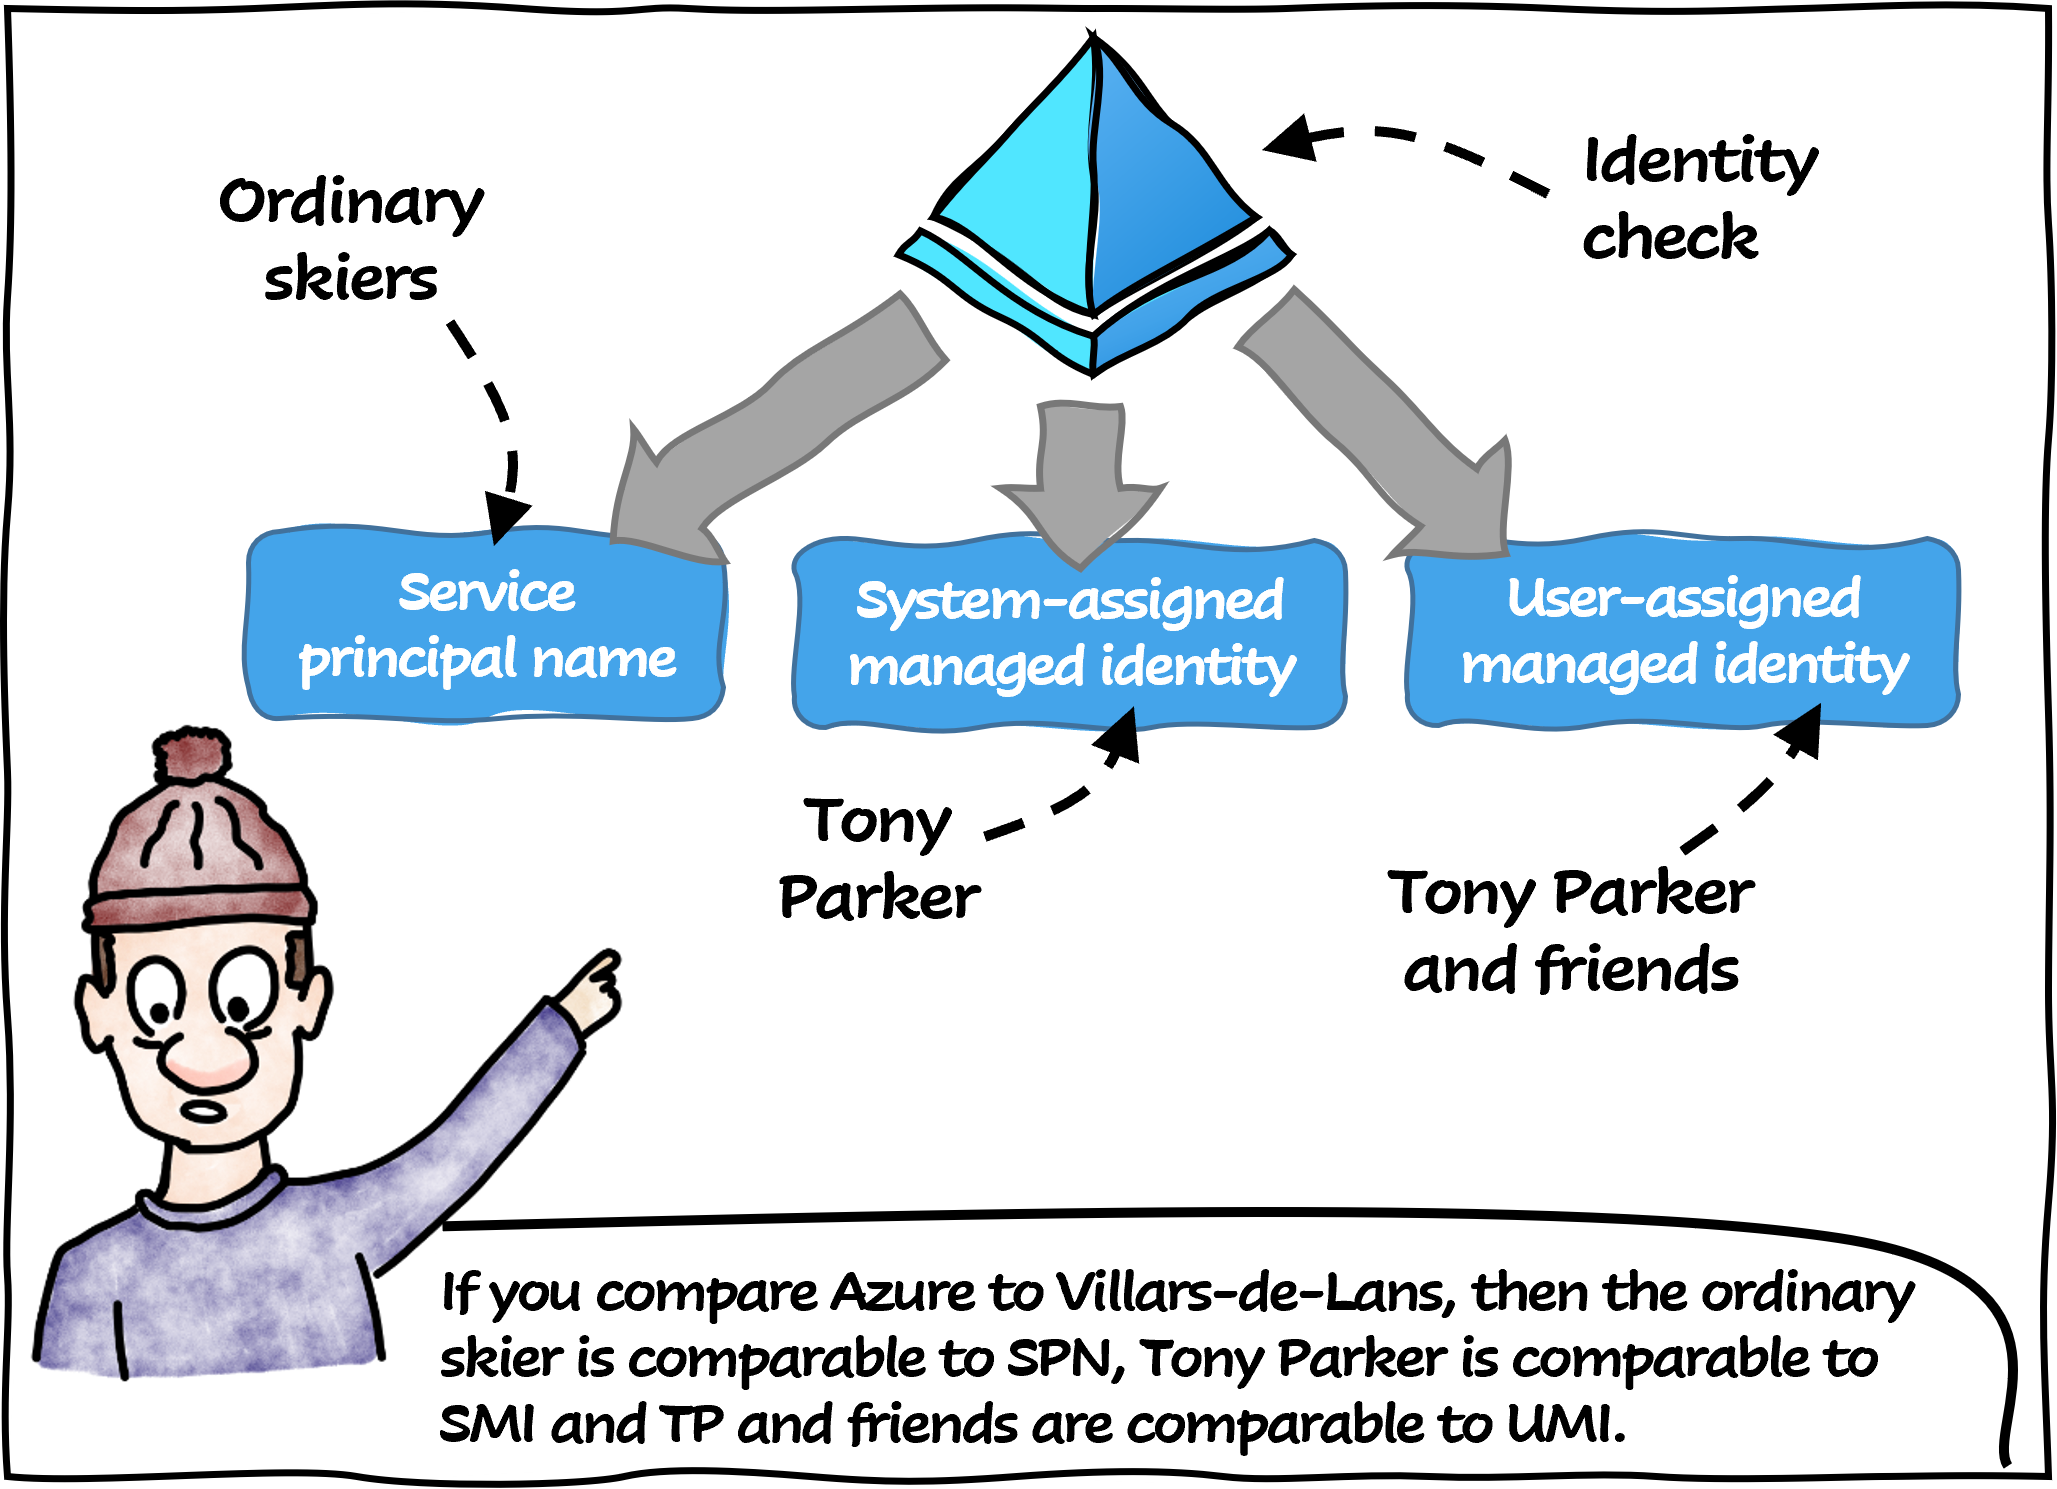 Ordinary
skiers
Identity
check
Service
principal name
System-assigned
managed identity
User-assigned
managed identity
Tony
Parker
Tony Parker
and friends
If you compare Azure to Villars-de-Lans, then the ordinary
skier is comparable to SPN, Tony Parker is comparable to
SMI and TP and friends are comparable to UMI.